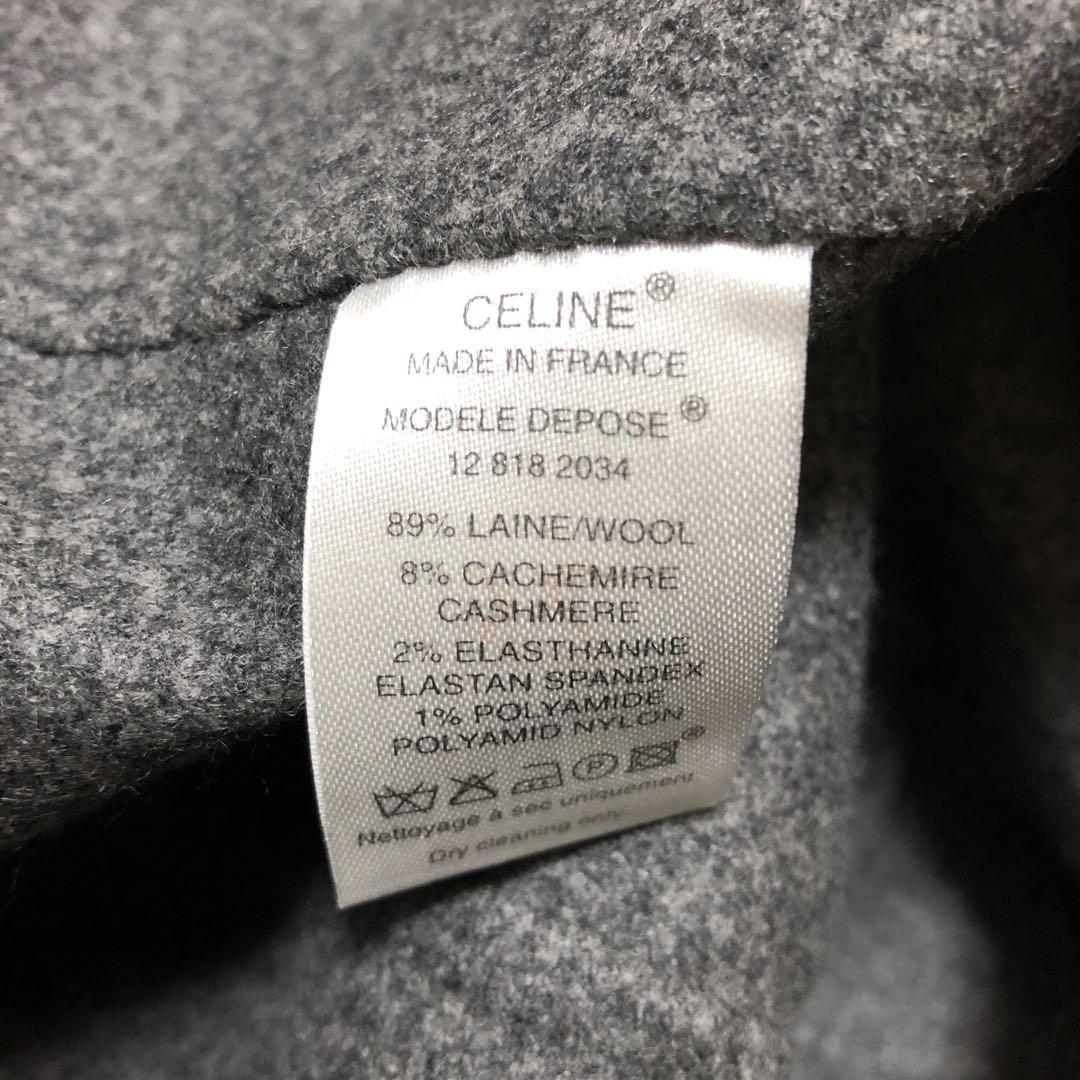 CELINE®
MADE IN FRANCE
MODELE DEPOSE®
12 818 2034
89% LAINE/WOOL
8% CACHEMIRE
CASHMERE
2% ELASTHANNE
ELASTAN SPANDEX
1% POLYAMIDE
POLYAMID NYLON
P ®
Nettoyage à sec uniquement
Dry cleaning only